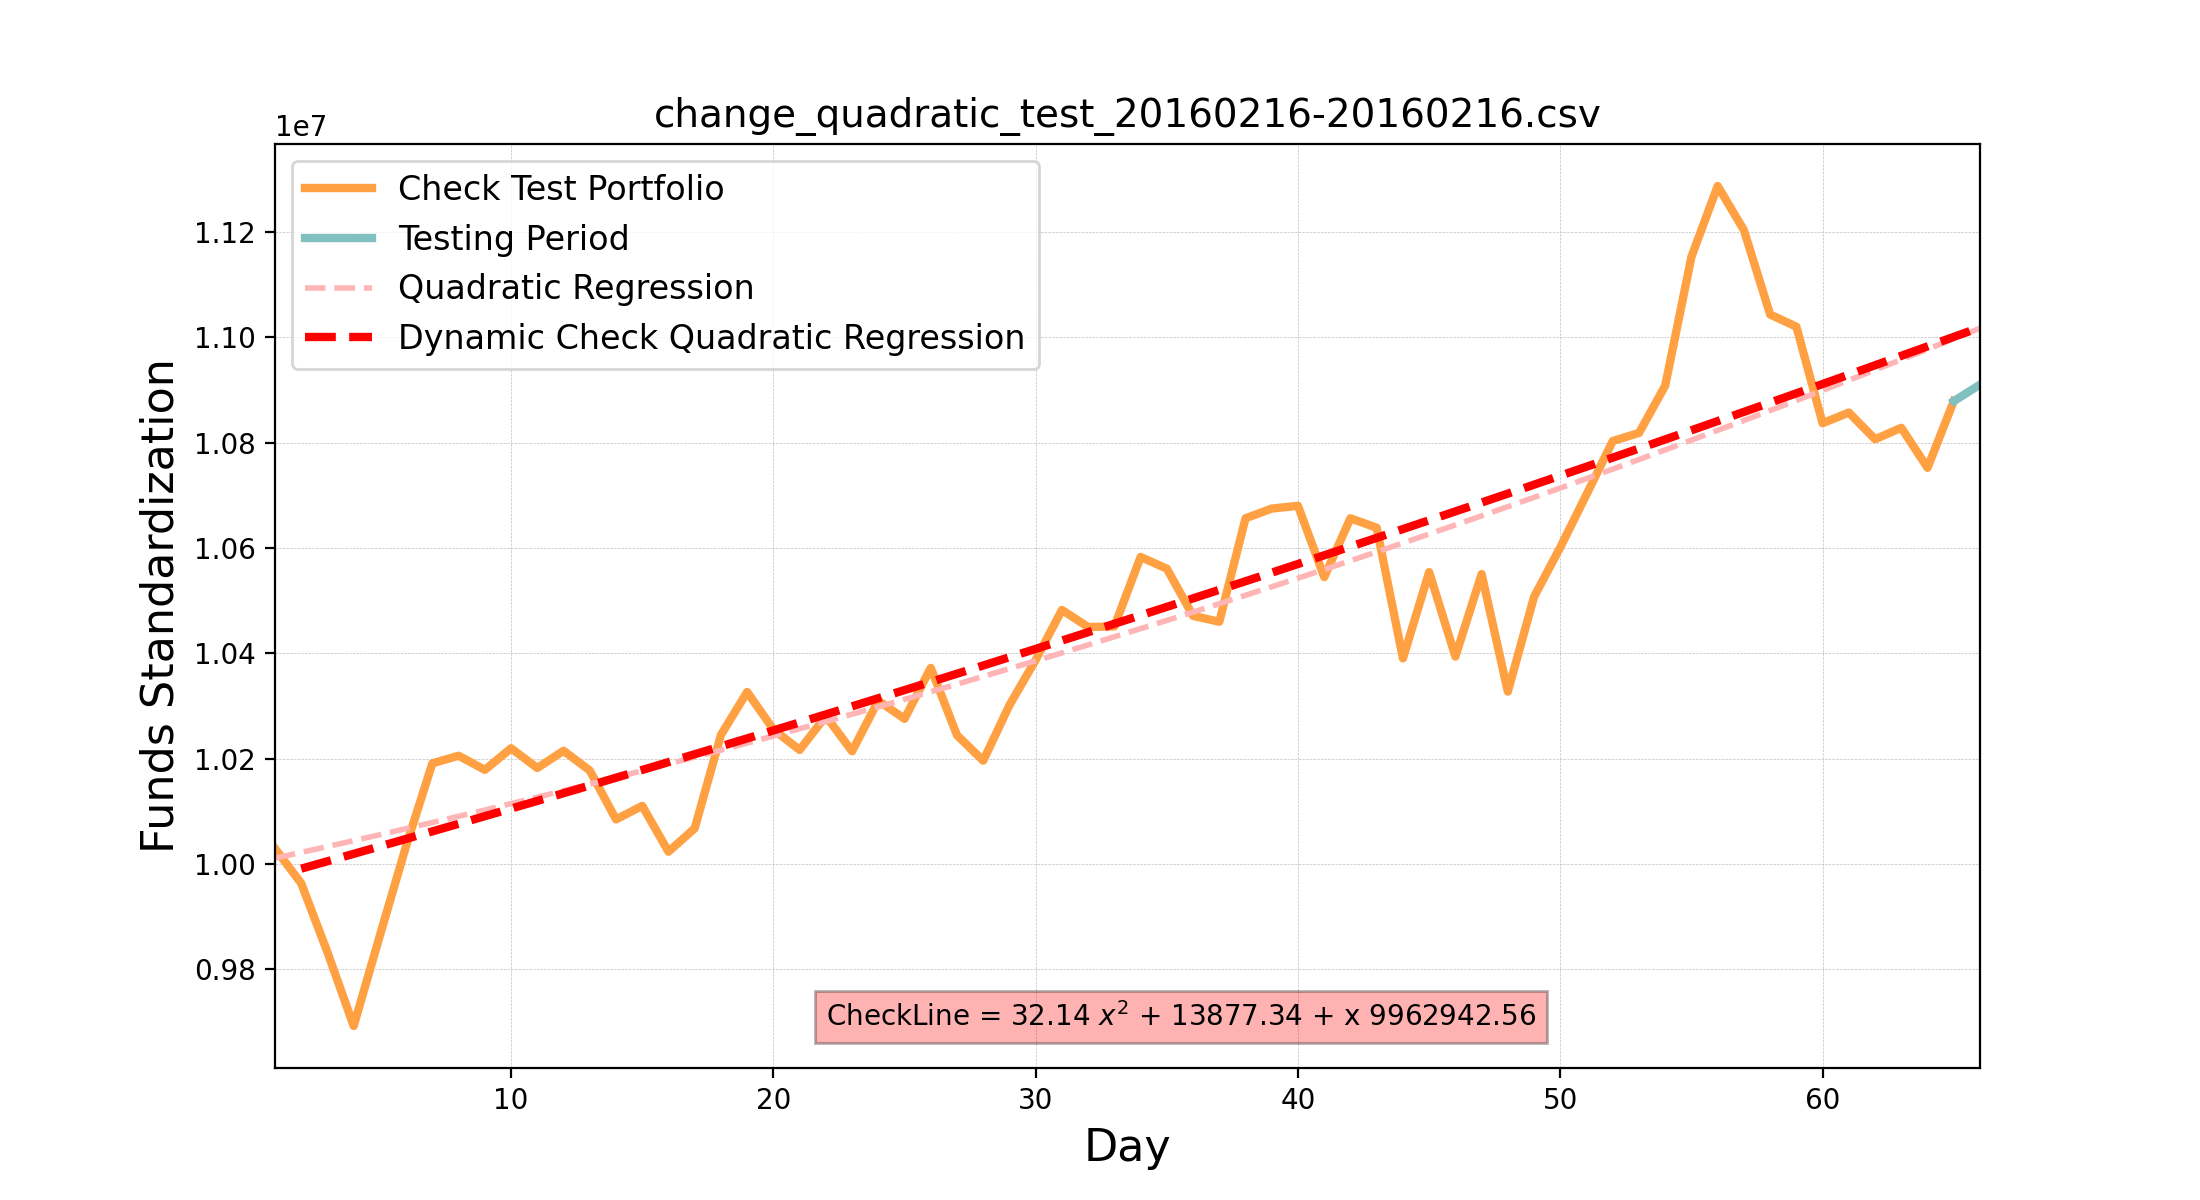 change_quadratic_test_20160216-20160216.csv
1e7
Check Test Portfolio
Testing Period
Quadratic Regression
Dynamic Check Quadratic Regression
1.12
1.10
1.08
1.06
1.04
1.02
1.00
0.98
Funds Standardization
CheckLine = 32.14 x² + 13877.34 + x 9962942.56
10 20 30 40 50 60
Day